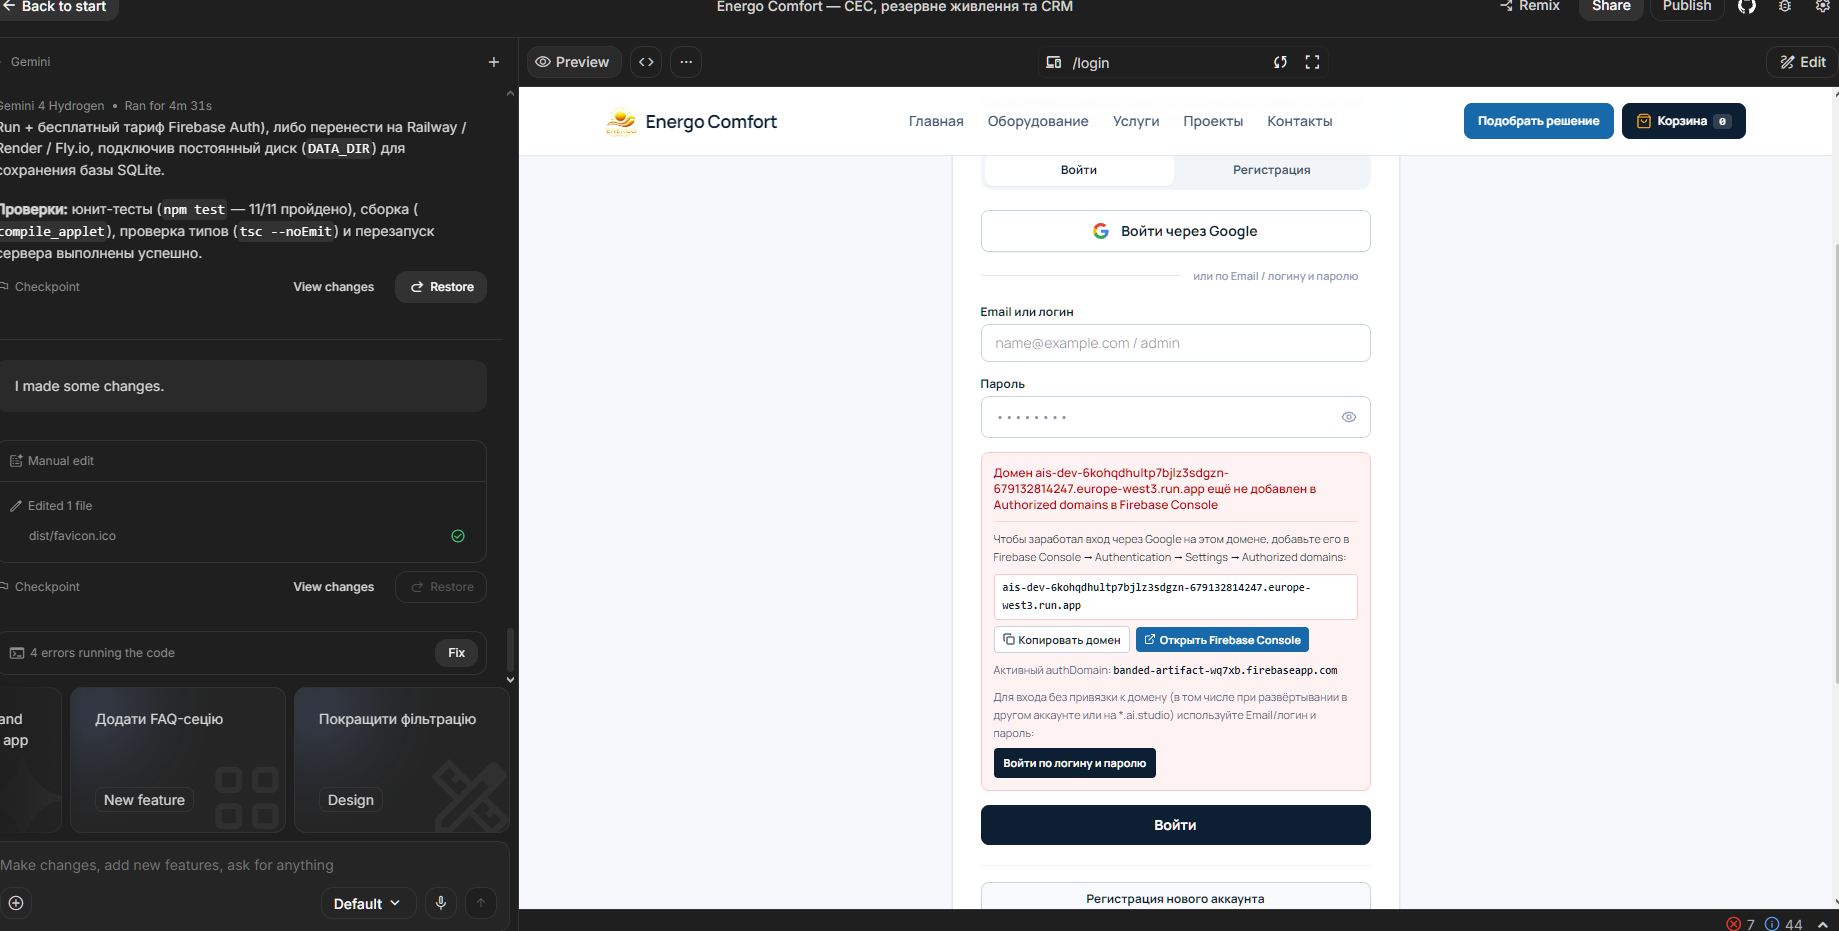 Back to start
Energo Comfort — СЕС, резервне живлення та CRM
Remix
Share
Publish
Gemini
Gemini 4 Hydrogen • Ran for 4m 31s
Run + бесплатный тариф Firebase Auth), либо перенести на Railway /
Render / Fly.io, подключив постоянный диск (DATA_DIR) для
сохранения базы SQLite.
Проверки: юнит-тесты (npm test — 11/11 пройдено), сборка (
compile_applet), проверка типов (tsc --noEmit) и перезапуск
сервера выполнены успешно.
Checkpoint
View changes
Restore
I made some changes.
Manual edit
Edited 1 file
dist/favicon.ico
Checkpoint
View changes
Restore
4 errors running the code
Fix
and
app
Додати FAQ-сецію
New feature
Покращити фільтрацію
Design
Make changes, add new features, ask for anything
Default
Preview
/login
Edit
Energo Comfort
Главная
Оборудование
Услуги
Проекты
Контакты
Подобрать решение
Корзина 0
Войти
Регистрация
Войти через Google
или по Email / логину и паролю
Email или логин
name@example.com / admin
Пароль
Домен ais-dev-6kohqdhultp7bjlz3sdgzn-
679132814247.europe-west3.run.app ещё не добавлен в
Authorized domains в Firebase Console
Чтобы заработал вход через Google на этом домене, добавьте его в
Firebase Console → Authentication → Settings → Authorized domains:
ais-dev-6kohqdhultp7bjlz3sdgzn-679132814247.europe-
west3.run.app
Копировать домен
Открыть Firebase Console
Активный authDomain: banded-artifact-wq7xb.firebaseapp.com
Для входа без привязки к домену (в том числе при развёртывании в
другом аккаунте или на *.ai.studio) используйте Email/логин и
пароль:
Войти по логину и паролю
Войти
Регистрация нового аккаунта
7
44